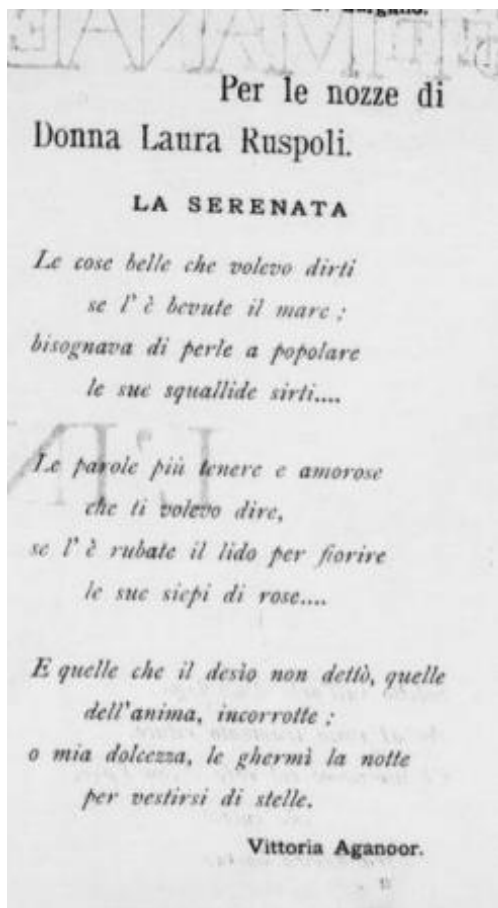 Per le nozze di
Donna Laura Ruspoli.
LA SERENATA
Le cose belle che volevo dirti
se l' è bevute il mare ;
bisognava di perle a popolare
le sue squallide sirti....
Le parole più tenere e amorose
che ti volevo dire,
se l' è rubate il lido per fiorire
le sue siepi di rose....
E quelle che il desìo non dettò, quelle
dell'anima, incorrotte ;
o mia dolcezza, le ghermì la notte
per vestirsi di stelle.
Vittoria Aganoor.